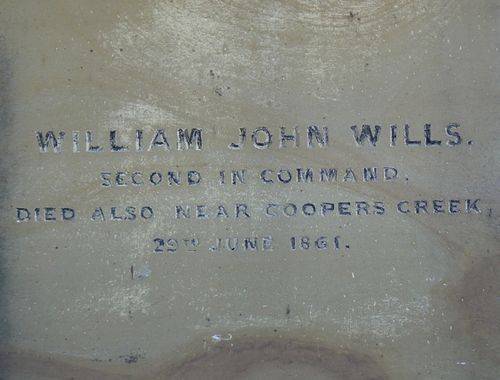 WILLIAM JOHN WILLS.
SECOND IN COMMAND.
DIED ALSO NEAR COOPERS CREEK,
29TH JUNE 1861.